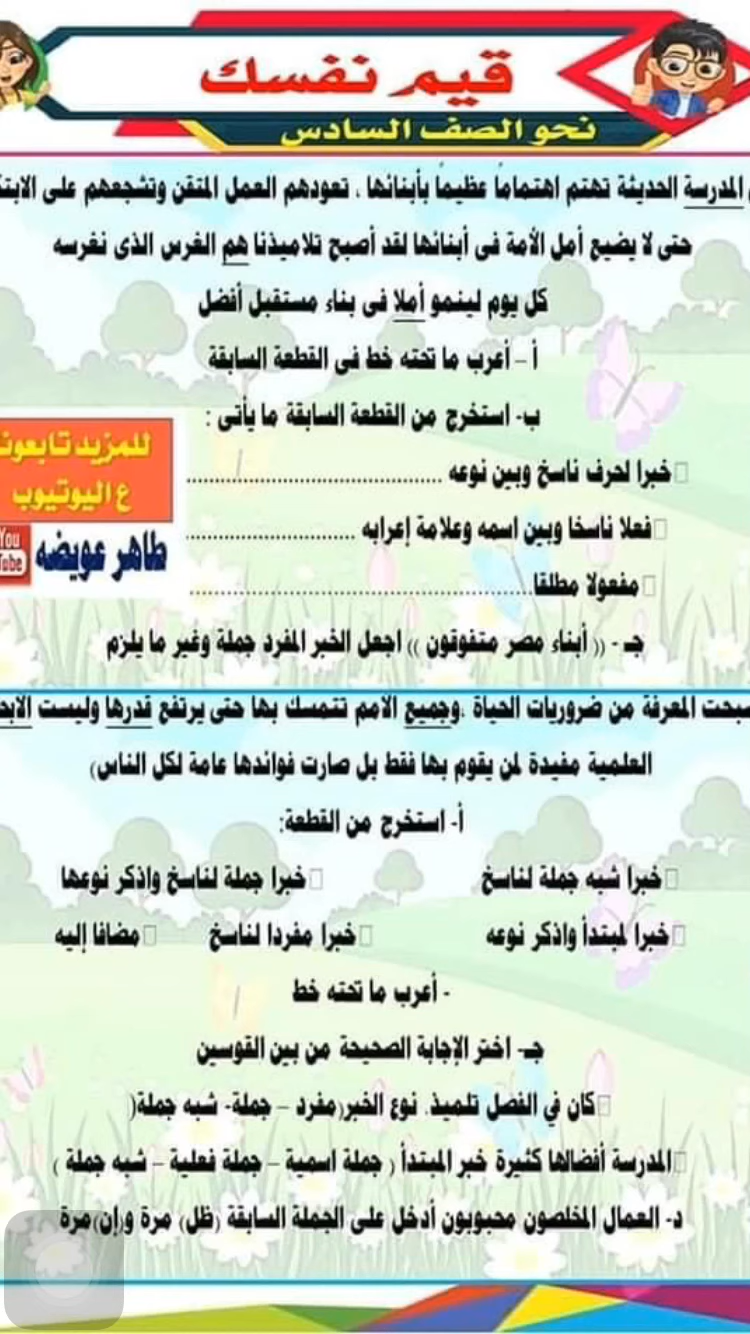 قيم نفسك
نحو الصف السادس
المدرسة الحديثة تهتم اهتماماً عظيماً بأبنائها ، تعودهم العمل المتقن وتشجعهم على
حتى لا يضيع أمل الأمة فى أبنائها لقد أصبح تلاميذنا هم الغرس الذى نغرسه
كل يوم لينمو أملا فى بناء مستقبل أفضل
أ – أعرب ما تحته خط فى القطعة السابقة
ب- استخرج من القطعة السابقة ما يأتى :
خبرا لحرف ناسخ وبين نوعه ..........................................
فعلا ناسخا وبين اسمه وعلامة إعرابه ............................
مفعولا مطلقا.........................................................
للمزيد تابعونا
ع اليوتيوب
You
Tube
طاهر عويضه
جـ - (( أبناء مصر متفوقون )) اجعل الخبر المفرد جملة وغير ما يلزم
المعرفة من ضروريات الحياة ،وجميع الامم تتمسك بها حتى يرتفع قدرها وليست
العلمية مفيدة لمن يقوم بها فقط بل صارت فوائدها عامة لكل الناس)
أ- استخرج من القطعة:
خبرا شبه جملة لناسخ خبرا جملة لناسخ واذكر نوعها
خبرا لمبتدأ واذكر نوعه خبرا مفردا لناسخ مضافا إليه
- أعرب ما تحته خط
جـ- اختر الإجابة الصحيحة من بين القوسين
كان في الفصل تلميذ. نوع الخبر(مفرد – جملة- شبه جملة(
المدرسة أفضالها كثيرة خبر المبتدأ ( جملة اسمية – جملة فعلية – شبه جملة )
د- العمال المخلصون محبوبون أدخل على الجملة السابقة (ظل) مرة و(إن)مرة